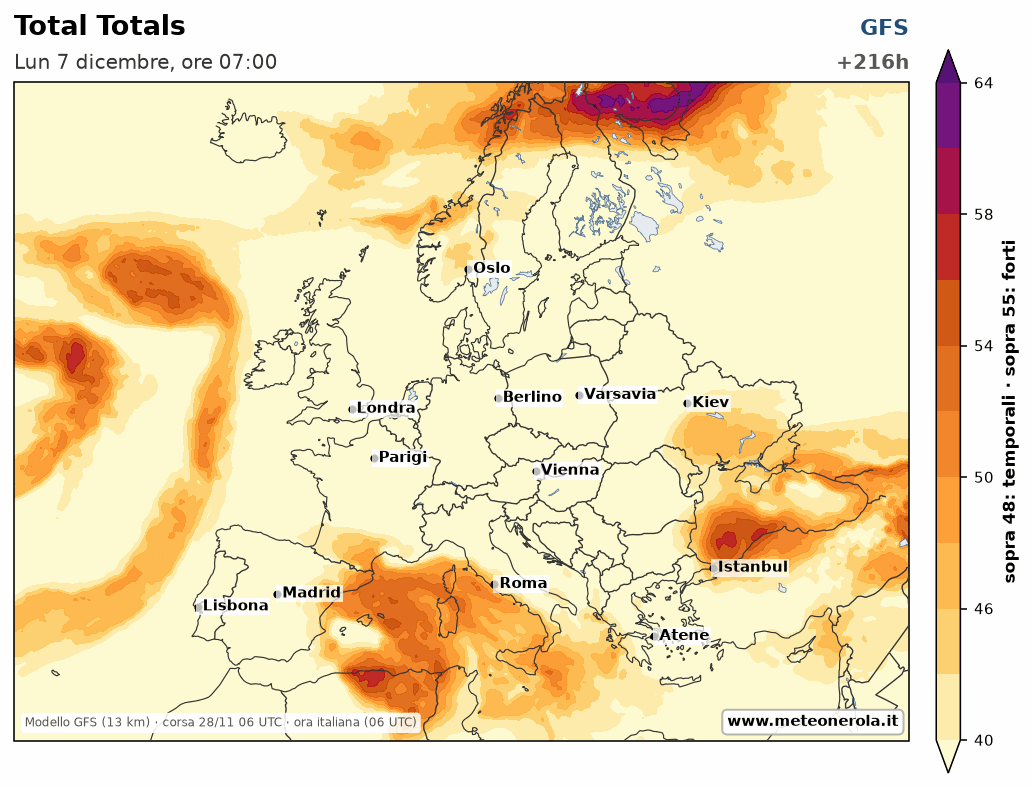 Total Totals
GFS
Lun 7 dicembre, ore 07:00
+216h
64
58
54
50
46
40
sopra 48: temporali · sopra 55: forti
Oslo
Berlino
Varsavia
Kiev
Londra
Parigi
Vienna
Istanbul
Roma
Madrid
Lisbona
Atene
Modello GFS (13 km) · corsa 28/11 06 UTC · ora italiana (06 UTC)
www.meteonerola.it